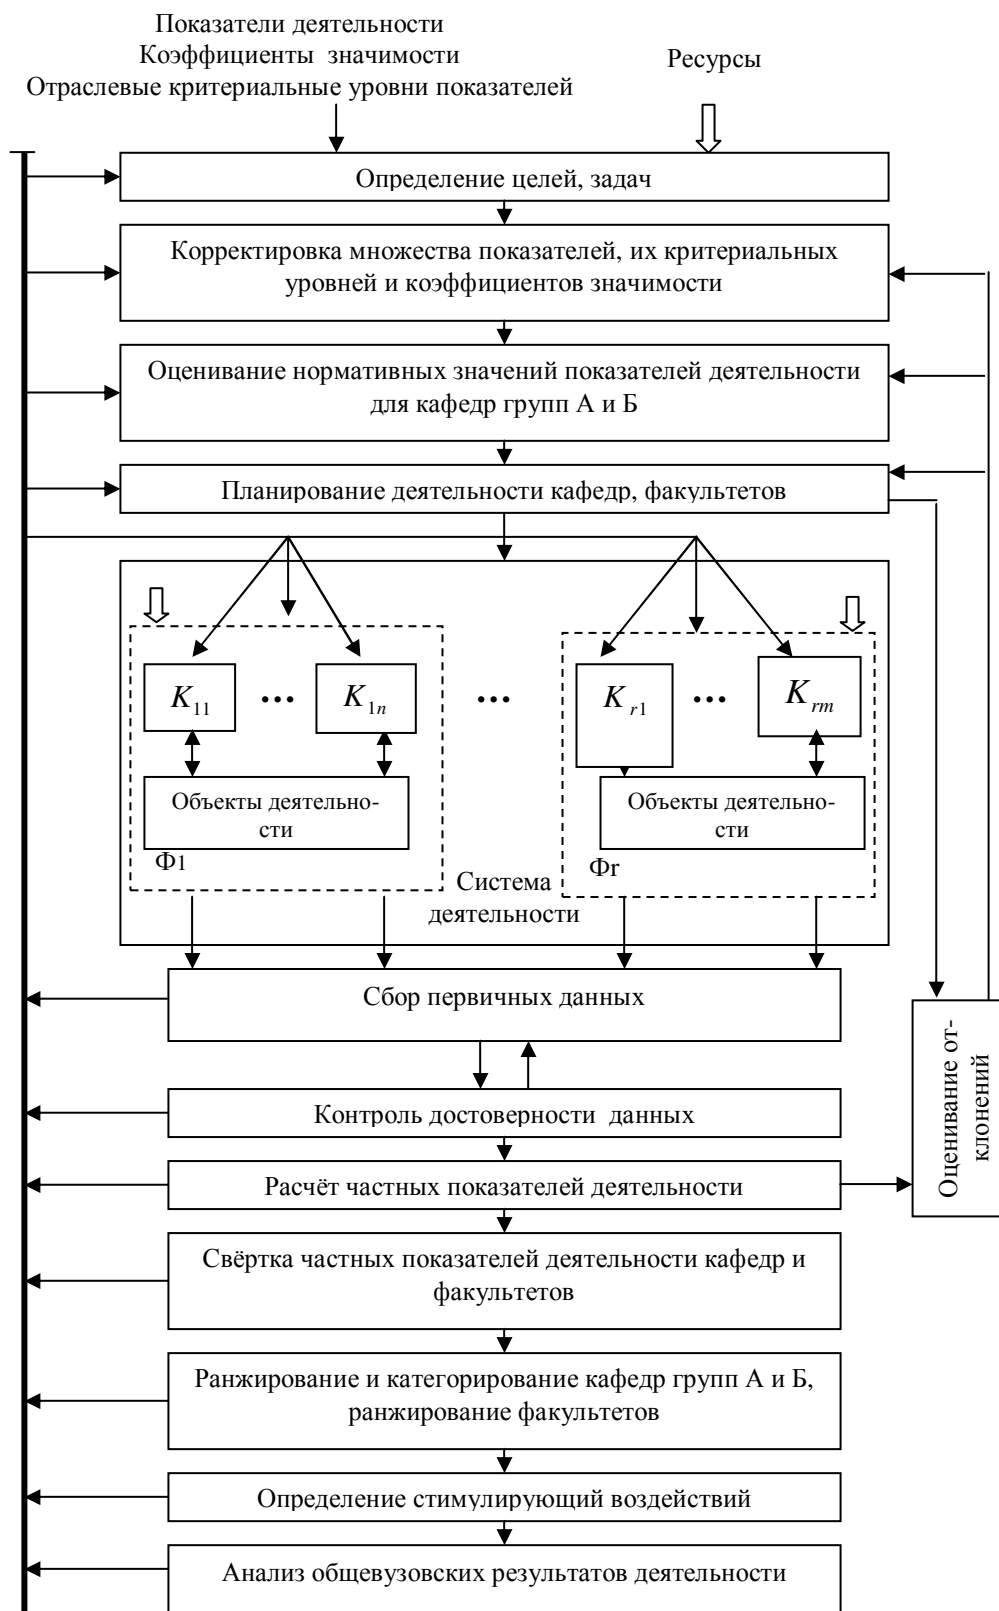 Показатели деятельности
Коэффициенты значимости
Отраслевые критериальные уровни показателей
Ресурсы
Определение целей, задач
Корректировка множества показателей, их критериальных
уровней и коэффициентов значимости
Оценивание нормативных значений показателей деятельности
для кафедр групп А и Б
Планирование деятельности кафедр, факультетов
K11
...
K1n
...
Kr1
...
Krm
Объекты деятельно-
сти
Объекты деятельно-
сти
Ф1
Фr
Система
деятельности
Сбор первичных данных
Оценивание от-
клонений
Контроль достоверности данных
Расчёт частных показателей деятельности
Свёртка частных показателей деятельности кафедр и
факультетов
Ранжирование и категорирование кафедр групп А и Б,
ранжирование факультетов
Определение стимулирующий воздействий
Анализ общевузовских результатов деятельности